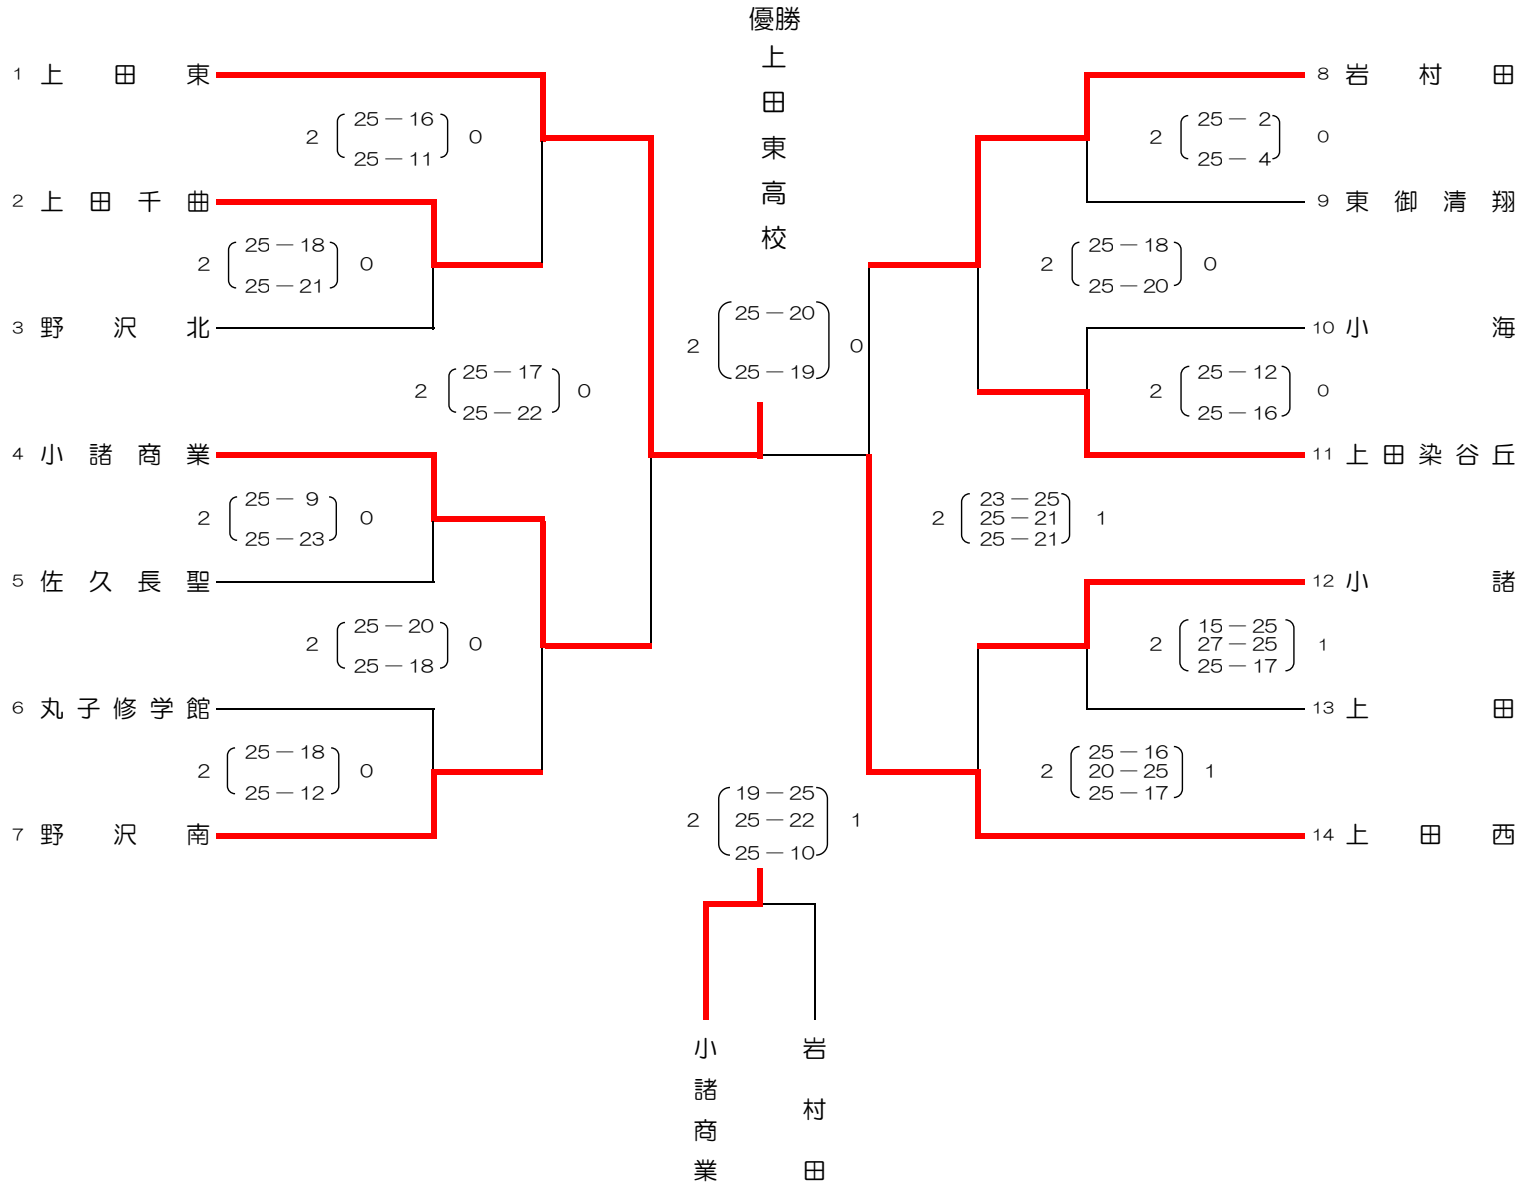 優勝
上田東高校
1 上田東
2 ( 25 － 16 ) 0
25 － 11
2 上田千曲
2 ( 25 － 18 ) 0
25 － 21
3 野沢北
2 ( 25 － 17 ) 0
25 － 22
4 小諸商業
2 ( 25 － 9 ) 0
25 － 23
5 佐久長聖
2 ( 25 － 20 ) 0
25 － 18
6 丸子修学館
2 ( 25 － 18 ) 0
25 － 12
7 野沢南
2 ( 25 － 20 ) 0
25 － 19
8 岩村田
2 ( 25 － 2 ) 0
25 － 4
9 東御清翔
2 ( 25 － 18 ) 0
25 － 20
10 小海
2 ( 25 － 12 ) 0
25 － 16
11 上田染谷丘
23 － 25
2 ( 25 － 21 ) 1
25 － 21
12 小諸
15 － 25
2 ( 27 － 25 ) 1
25 － 17
13 上田
25 － 16
2 ( 20 － 25 ) 1
25 － 17
14 上田西
19 － 25
2 ( 25 － 22 ) 1
25 － 10
小諸商業
岩村田